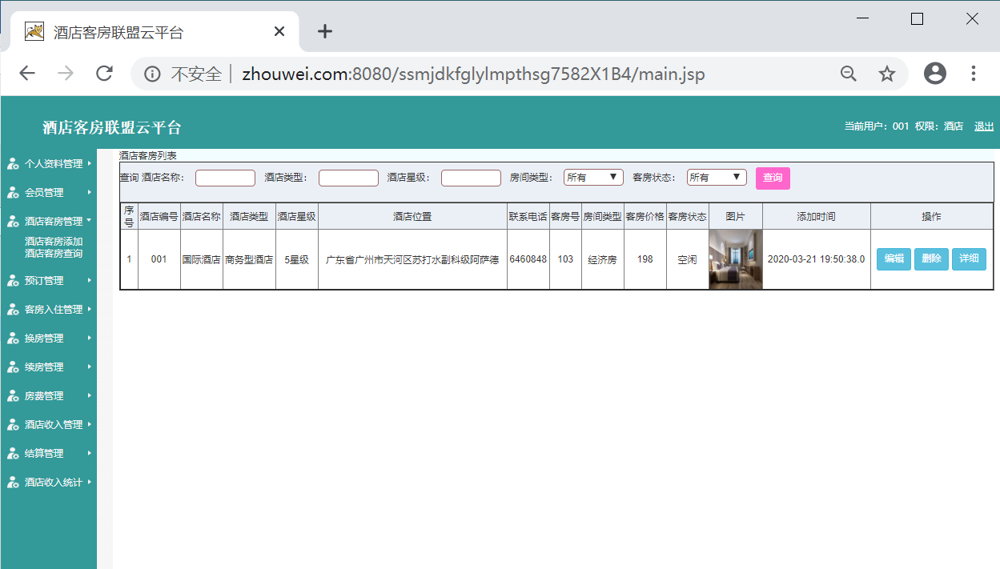 酒店客房联盟云平台
不安全 zhouwei.com:8080/ssmjdkfglylmpthsg7582X1B4/main.jsp
酒店客房联盟云平台
当前用户：001 权限：酒店 退出
个人资料管理
会员管理
酒店客房管理
酒店客房添加
酒店客房查询
预订管理
客房入住管理
换房管理
续房管理
房费管理
酒店收入管理
结算管理
酒店收入统计
酒店客房列表
查询 酒店名称： 酒店类型： 酒店星级： 房间类型： 所有 客房状态： 所有 查询
序号 酒店编号 酒店名称 酒店类型 酒店星级 酒店位置 联系电话 客房号 房间类型 客房价格 客房状态 图片 添加时间 操作
1 001 国际酒店 商务型酒店 5星级 广东省广州市天河区苏打水副科级阿萨德 6460848 103 经济房 198 空闲 2020-03-21 19:50:38.0 编辑 删除 详细